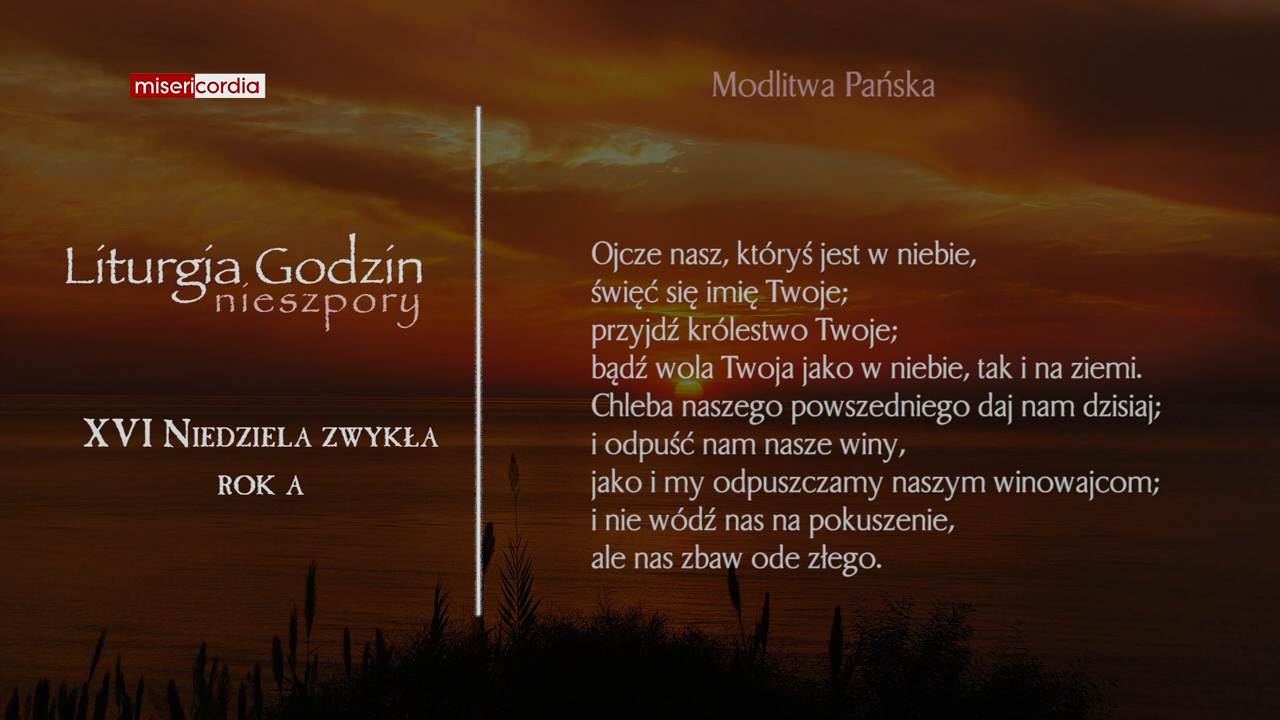 misericordia
Liturgia Godzin
nieszpory
XVI Niedziela zwykła
rok A
Modlitwa Pańska
Ojcze nasz, któryś jest w niebie,
święć się imię Twoje;
przyjdź królestwo Twoje;
bądź wola Twoja jako w niebie, tak i na ziemi.
Chleba naszego powszedniego daj nam dzisiaj;
i odpuść nam nasze winy,
jako i my odpuszczamy naszym winowajcom;
i nie wódź nas na pokuszenie,
ale nas zbaw ode złego.